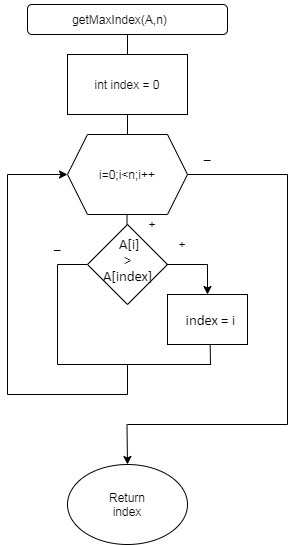 getMaxIndex(A,n)
int index = 0
i=0;i<n;i++
–
+
A[i]
>
A[index]
–
+
index = i
Return
index